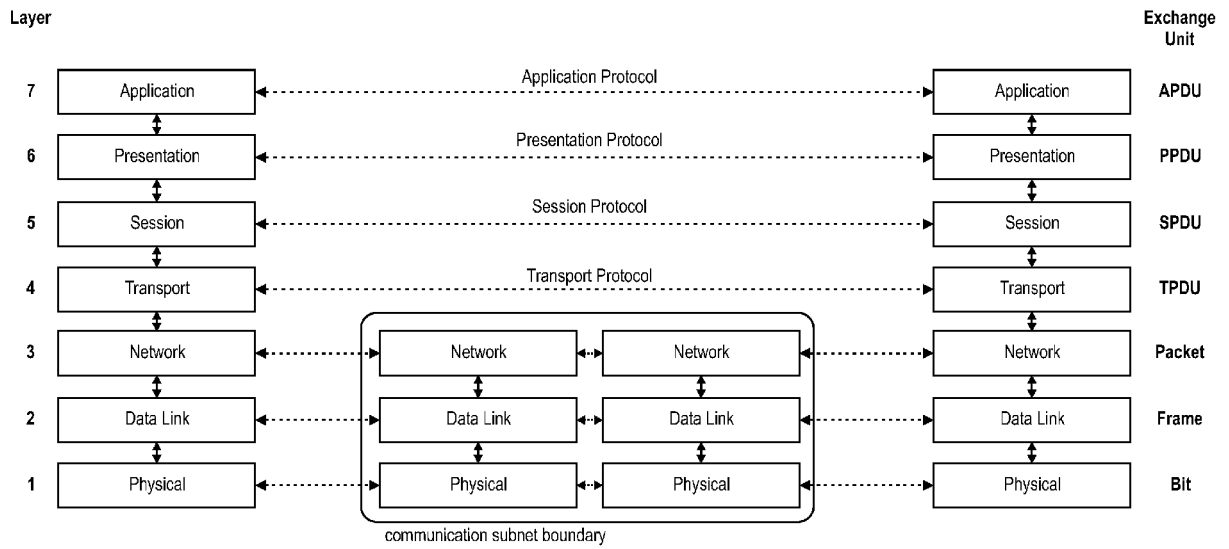 Layer
Exchange
Unit
7
Application
Application Protocol
Application
APDU
6
Presentation
Presentation Protocol
Presentation
PPDU
5
Session
Session Protocol
Session
SPDU
4
Transport
Transport Protocol
Transport
TPDU
3
Network
Network
Network
Network
Packet
2
Data Link
Data Link
Data Link
Data Link
Frame
1
Physical
Physical
Physical
Physical
Bit
communication subnet boundary